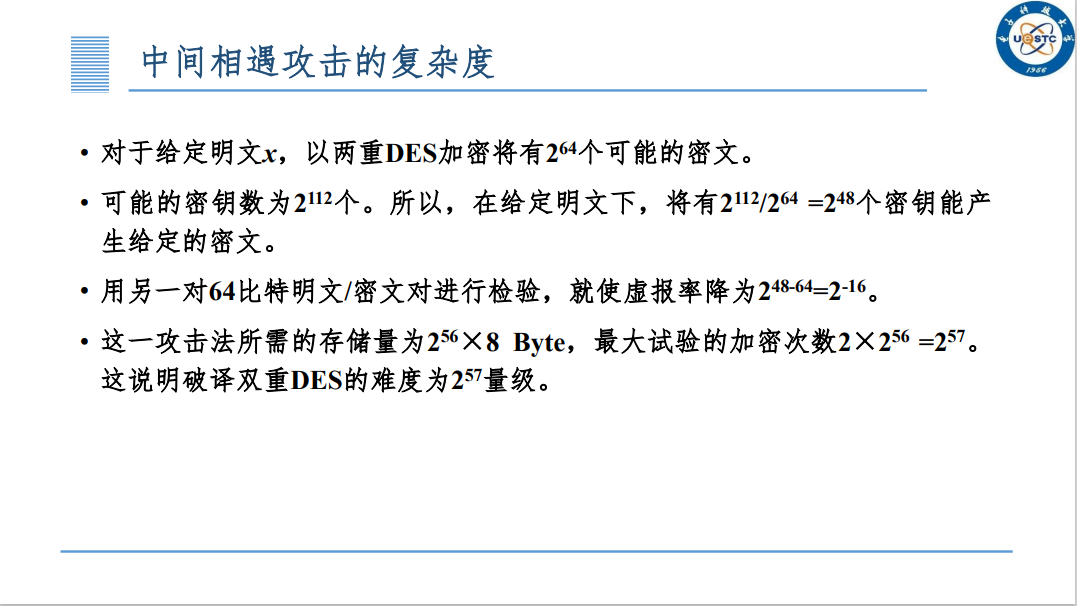 中间相遇攻击的复杂度
UeSTC
1956
• 对于给定明文x，以两重DES加密将有2⁶⁴个可能的密文。
• 可能的密钥数为2¹¹²个。所以，在给定明文下，将有2¹¹²/2⁶⁴ =2⁴⁸个密钥能产
生给定的密文。
• 用另一对64比特明文/密文对进行检验，就使虚报率降为2⁴⁸⁻⁶⁴=2⁻¹⁶。
• 这一攻击法所需的存储量为2⁵⁶×8 Byte，最大试验的加密次数2×2⁵⁶ =2⁵⁷。
这说明破译双重DES的难度为2⁵⁷量级。